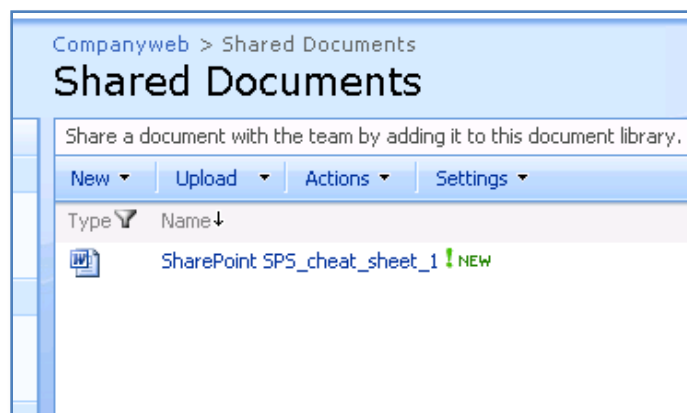 Companyweb > Shared Documents
Shared Documents
Share a document with the team by adding it to this document library.
New Upload Actions Settings
Type Name
SharePoint SPS_cheat_sheet_1 ! NEW